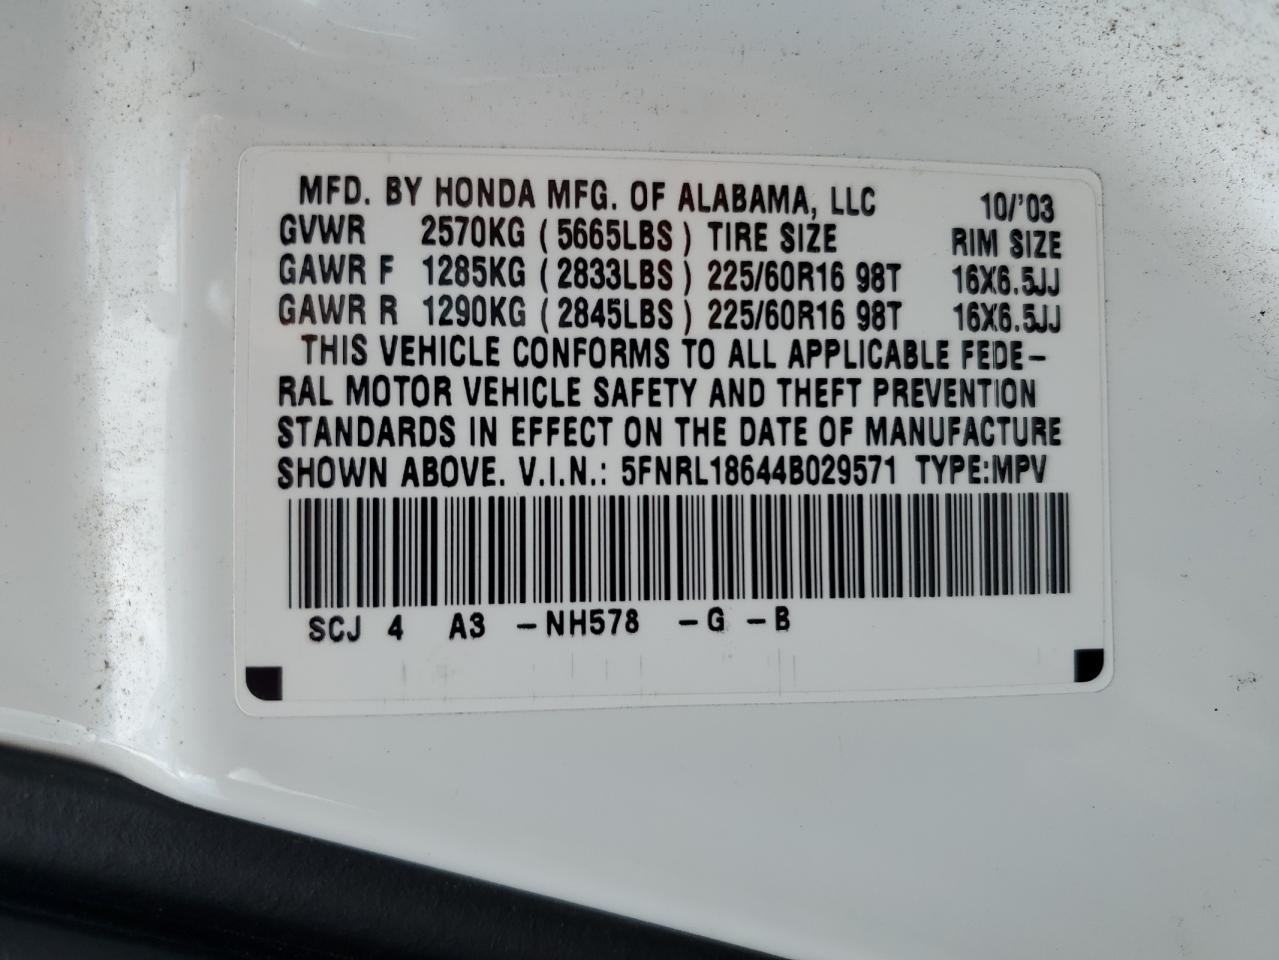 MFD. BY HONDA MFG. OF ALABAMA, LLC 10/'03
GVWR 2570KG (5665LBS) TIRE SIZE RIM SIZE
GAWR F 1285KG (2833LBS) 225/60R16 98T 16X6.5JJ
GAWR R 1290KG (2845LBS) 225/60R16 98T 16X6.5JJ
THIS VEHICLE CONFORMS TO ALL APPLICABLE FEDE-
RAL MOTOR VEHICLE SAFETY AND THEFT PREVENTION
STANDARDS IN EFFECT ON THE DATE OF MANUFACTURE
SHOWN ABOVE. V.I.N.: 5FNRL18644B029571 TYPE:MPV
SCJ 4 A3 -NH578 -G -B